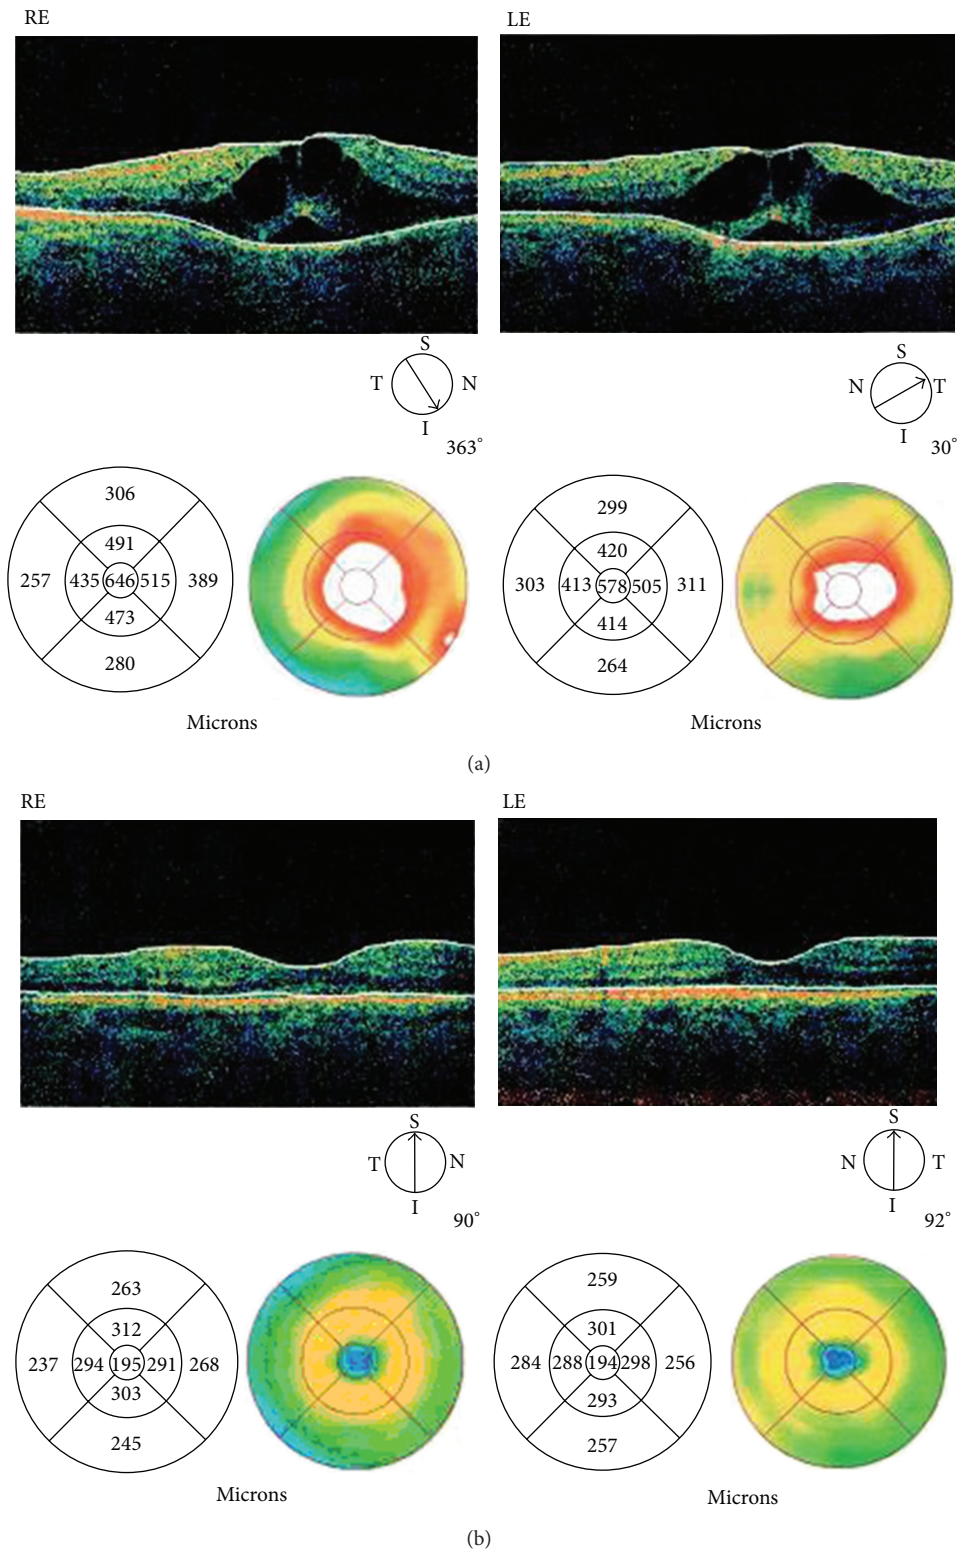 RE LE
S
T N
I
363°
S
N T
I
30°
306
491
257 435 646 515 389
473
280
Microns
299
420
303 413 578 505 311
414
264
Microns
(a)
RE LE
S
T N
I
90°
S
N T
I
92°
263
312
237 294 195 291 268
303
245
Microns
259
301
284 288 194 298 256
293
257
Microns
(b)